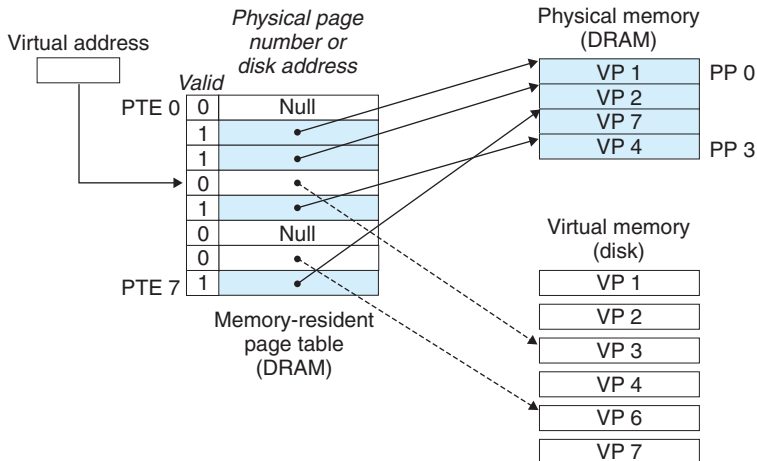 Virtual address
Physical page
number or
disk address
Valid
PTE 0
0
Null
1
1
0
1
0
Null
0
PTE 7
1
Memory-resident
page table
(DRAM)
Physical memory
(DRAM)
VP 1
PP 0
VP 2
VP 7
VP 4
PP 3
Virtual memory
(disk)
VP 1
VP 2
VP 3
VP 4
VP 6
VP 7